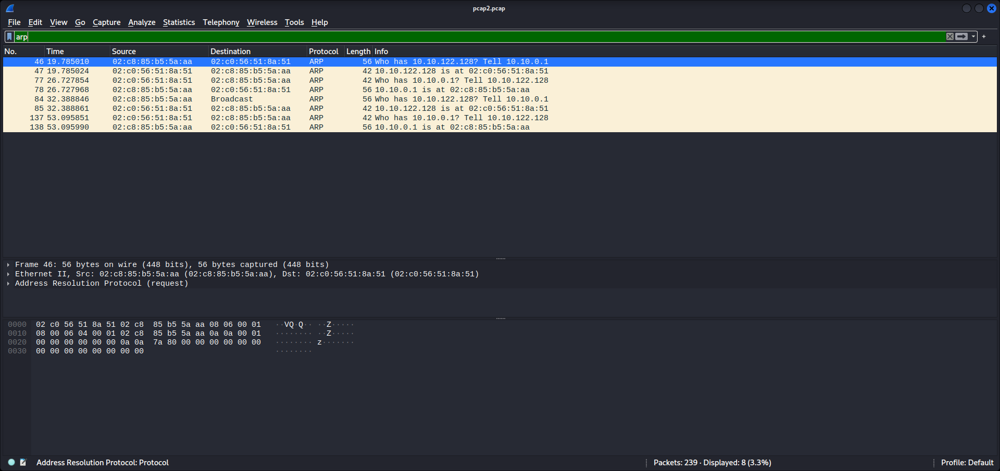 pcap2.pcap
File Edit View Go Capture Analyze Statistics Telephony Wireless Tools Help
arp
+
No. Time Source Destination Protocol Length Info
46 19.785010 02:c8:85:b5:5a:aa 02:c0:56:51:8a:51 ARP 56 Who has 10.10.122.128? Tell 10.10.0.1
47 19.785024 02:c0:56:51:8a:51 02:c8:85:b5:5a:aa ARP 42 10.10.122.128 is at 02:c0:56:51:8a:51
77 26.727854 02:c0:56:51:8a:51 02:c8:85:b5:5a:aa ARP 42 Who has 10.10.0.1? Tell 10.10.122.128
78 26.727968 02:c8:85:b5:5a:aa 02:c0:56:51:8a:51 ARP 56 10.10.0.1 is at 02:c8:85:b5:5a:aa
84 32.388846 02:c8:85:b5:5a:aa Broadcast ARP 56 Who has 10.10.122.128? Tell 10.10.0.1
85 32.388861 02:c0:56:51:8a:51 02:c8:85:b5:5a:aa ARP 42 10.10.122.128 is at 02:c0:56:51:8a:51
137 53.095851 02:c0:56:51:8a:51 02:c8:85:b5:5a:aa ARP 42 Who has 10.10.0.1? Tell 10.10.122.128
138 53.095990 02:c8:85:b5:5a:aa 02:c0:56:51:8a:51 ARP 56 10.10.0.1 is at 02:c8:85:b5:5a:aa
Frame 46: 56 bytes on wire (448 bits), 56 bytes captured (448 bits)
Ethernet II, Src: 02:c8:85:b5:5a:aa (02:c8:85:b5:5a:aa), Dst: 02:c0:56:51:8a:51 (02:c0:56:51:8a:51)
Address Resolution Protocol (request)
0000 02 c0 56 51 8a 51 02 c8 85 b5 5a aa 08 06 00 01 ··VQ·Q·· ··Z·····
0010 08 00 06 04 00 01 02 c8 85 b5 5a aa 0a 0a 00 01 ········ ··Z·····
0020 00 00 00 00 00 00 0a 0a 7a 80 00 00 00 00 00 00 ········ z·······
0030 00 00 00 00 00 00 00 00 ········
Address Resolution Protocol: Protocol Packets: 239 · Displayed: 8 (3.3%) Profile: Default